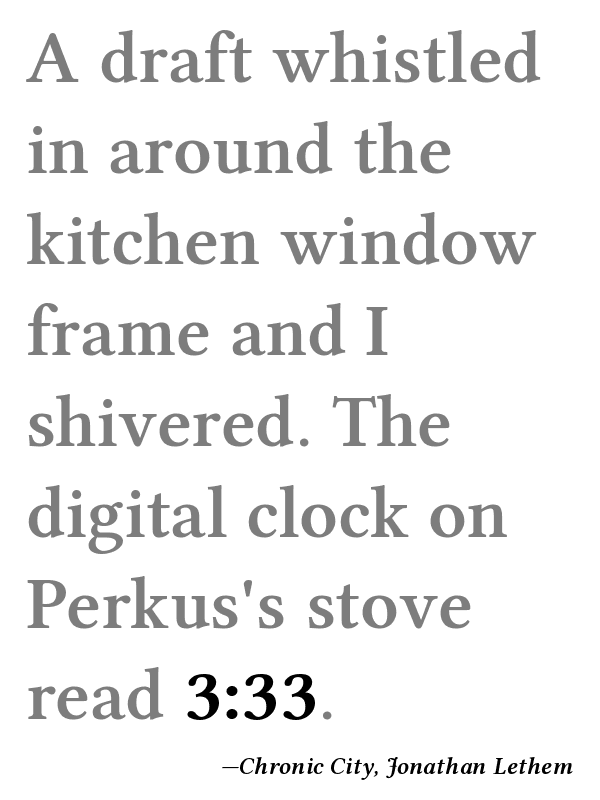 A draft whistled
in around the
kitchen window
frame and I
shivered. The
digital clock on
Perkus's stove
read 3:33.
—Chronic City, Jonathan Lethem